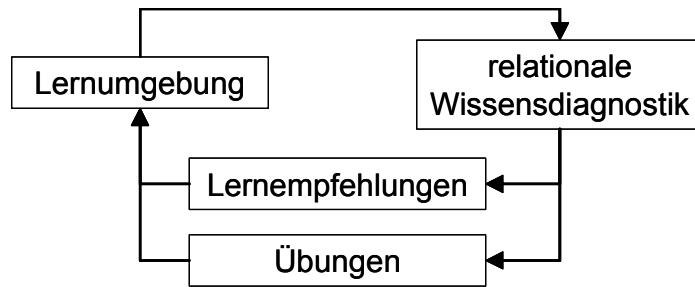 Lernumgebung
relationale
Wissensdiagnostik
Lernempfehlungen
Übungen